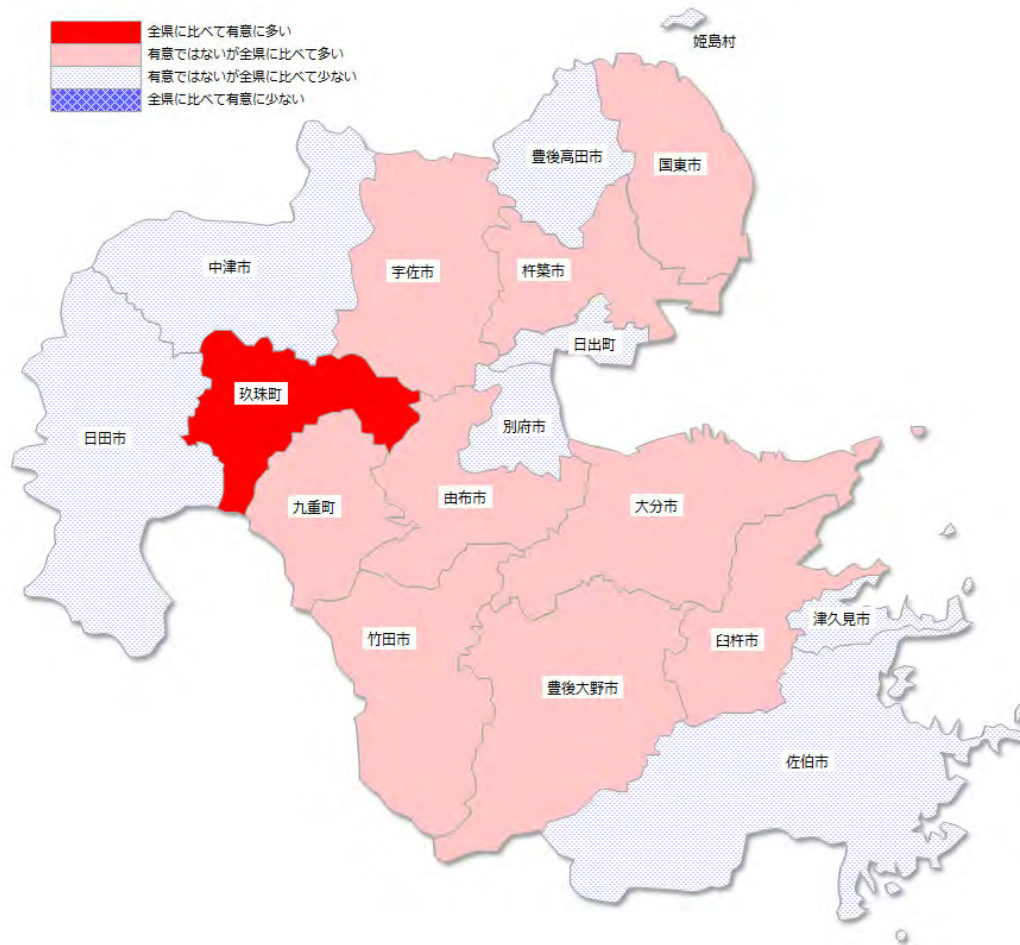 全県に比べて有意に多い
有意ではないが全県に比べて多い
有意ではないが全県に比べて少ない
全県に比べて有意に少ない
姫島村
豊後高田市
国東市
中津市
宇佐市
杵築市
日出町
玖珠町
別府市
日田市
九重町
由布市
大分市
津久見市
竹田市
臼杵市
豊後大野市
佐伯市